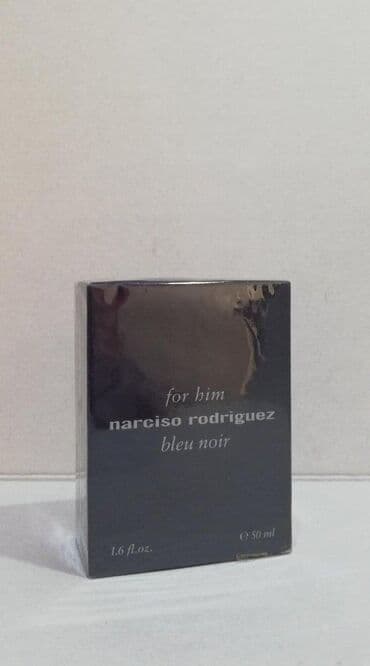 for him
narciso rodriguez
bleu noir
1.6 fl.oz. ℮ 50 ml